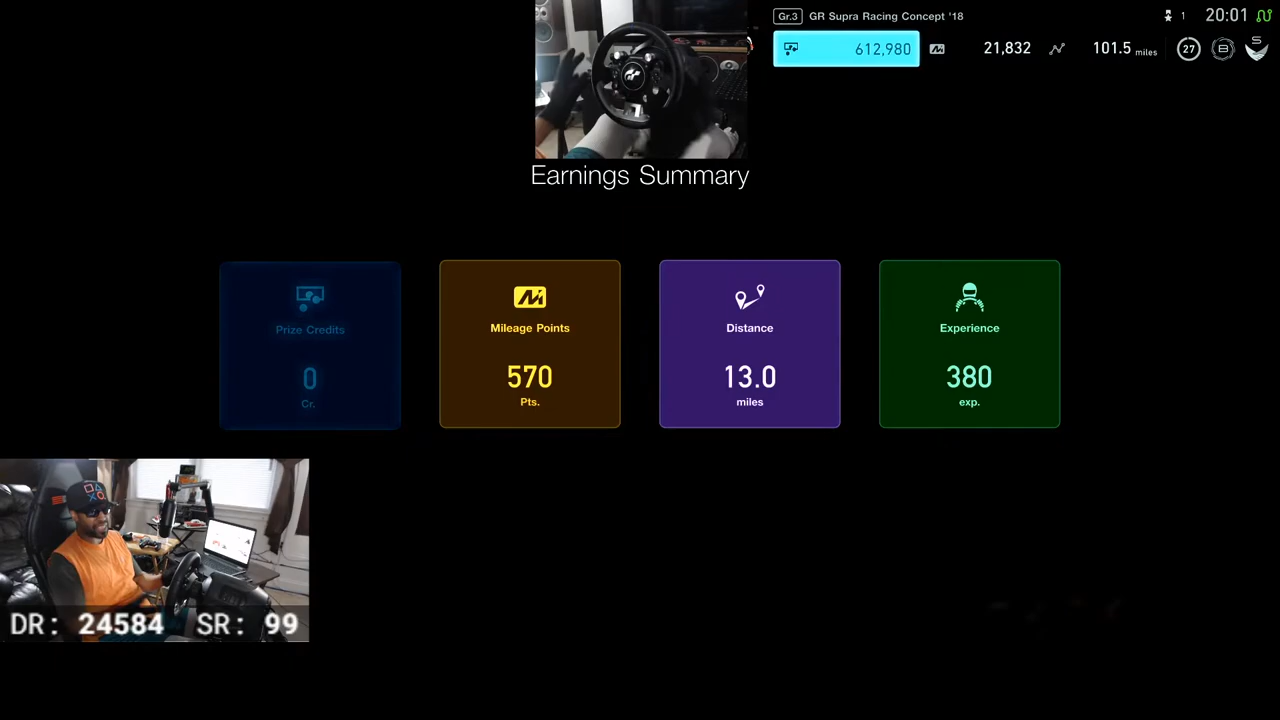 Gr.3 GR Supra Racing Concept '18
1 20:01
612,980 21,832 101.5 miles 27 B S
Earnings Summary
Prize Credits
0
Cr.
Mileage Points
570
Pts.
Distance
13.0
miles
Experience
380
exp.
DR: 24584 SR: 99